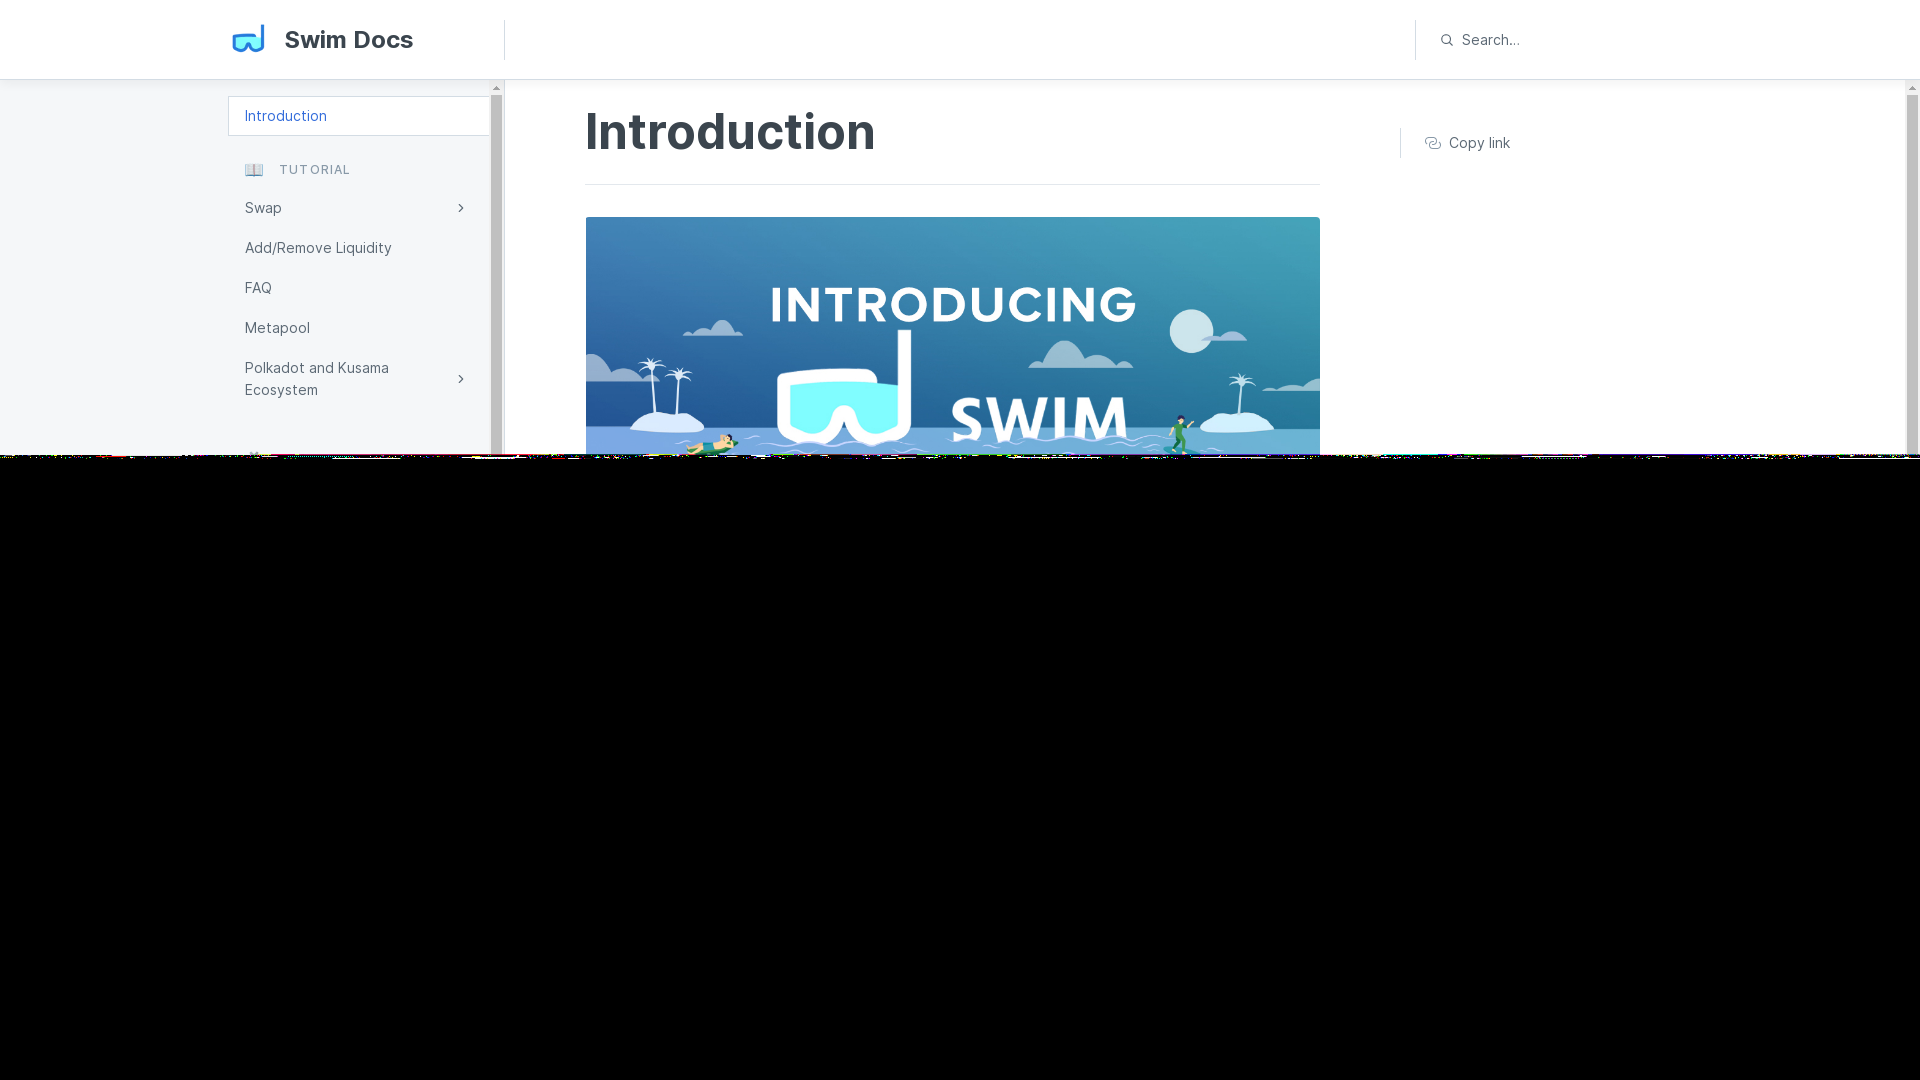 Swim Docs
Search…
Introduction
TUTORIAL
Swap
Add/Remove Liquidity
FAQ
Metapool
Polkadot and Kusama
Ecosystem
Introduction
Copy link
INTRODUCING
SWIM